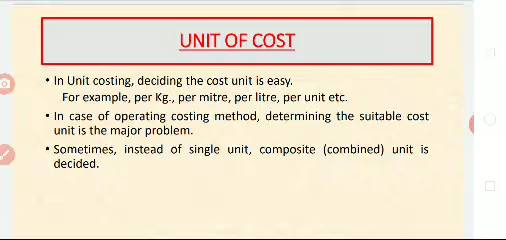 UNIT OF COST
• In Unit costing, deciding the cost unit is easy.
For example, per Kg., per mitre, per litre, per unit etc.
• In case of operating costing method, determining the suitable cost
unit is the major problem.
• Sometimes, instead of single unit, composite (combined) unit is
decided.